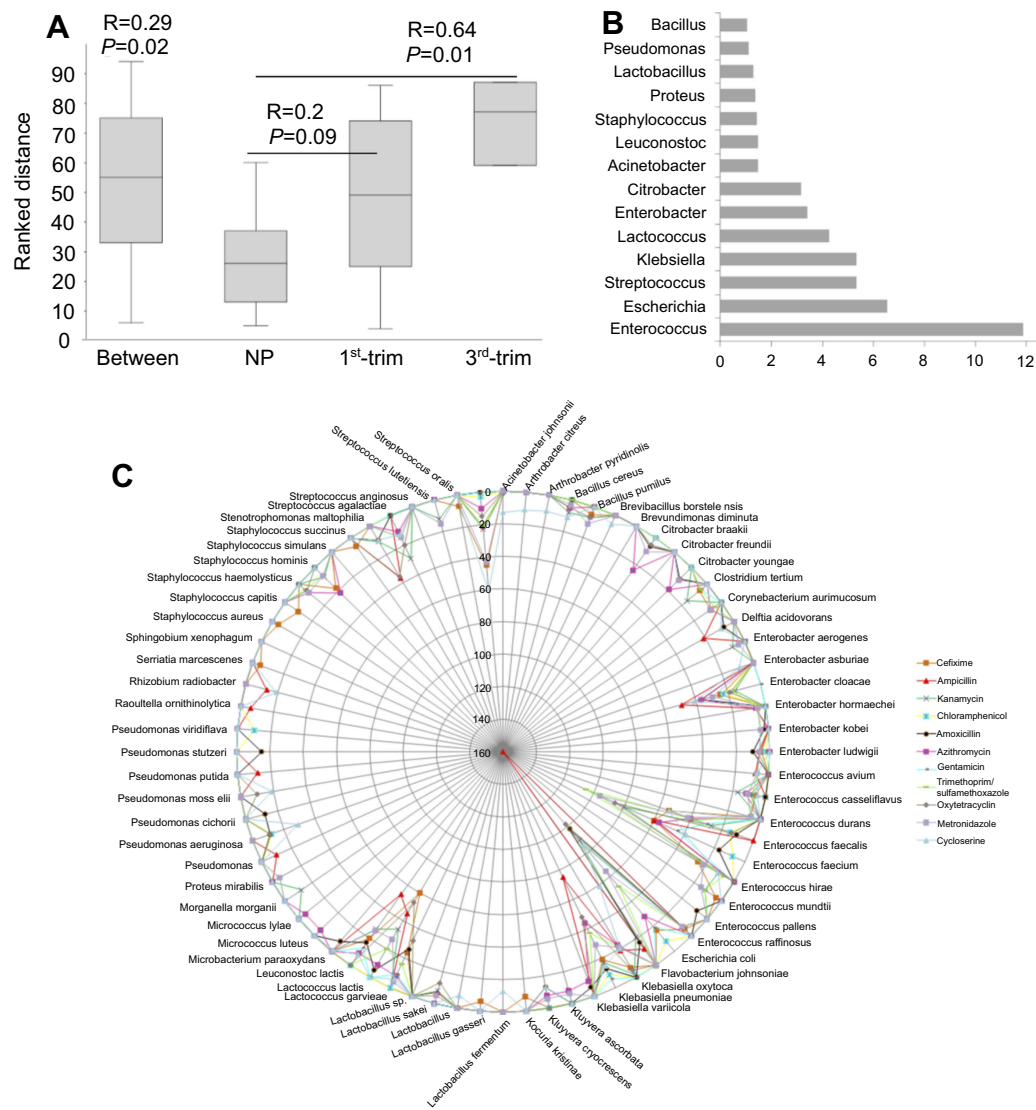 A
R=0.29
P=0.02
R=0.64
P=0.01
R=0.2
P=0.09
Ranked distance
90
80
70
60
50
40
30
20
10
0
Between
NP
1st-trim
3rd-trim
B
Bacillus
Pseudomonas
Lactobacillus
Proteus
Staphylococcus
Leuconostoc
Acinetobacter
Citrobacter
Enterobacter
Lactococcus
Klebsiella
Streptococcus
Escherichia
Enterococcus
0 2 4 6 8 10 12
C
Acinetobacter johnsonii
Arthrobacter citreus
Arthrobacter pyridinolis
Bacillus cereus
Bacillus pumilus
Brevibacillus borstele nsis
Brevundimonas diminuta
Citrobacter braakii
Citrobacter freundii
Citrobacter youngae
Clostridium tertium
Corynebacterium aurimucosum
Delftia acidovorans
Enterobacter aerogenes
Enterobacter asburiae
Enterobacter cloacae
Enterobacter hormaechei
Enterobacter kobei
Enterobacter ludwigii
Enterococcus avium
Enterococcus casseliflavus
Enterococcus durans
Enterococcus faecalis
Enterococcus faecium
Enterococcus hirae
Enterococcus mundtii
Enterococcus pallens
Enterococcus raffinosus
Escherichia coli
Flavobacterium johnsoniae
Klebsiella oxytoca
Klebsiella pneumoniae
Klebsiella variicola
Kluyvera ascorbata
Kluyvera cryocrescens
Kocuria kristinae
Lactobacillus fermentum
Lactobacillus gasseri
Lactobacillus
Lactobacillus sakei
Lactobacillus sp.
Lactococcus garvieae
Lactococcus lactis
Leuconostoc lactis
Microbacterium paraoxydans
Micrococcus luteus
Micrococcus lylae
Morganella morganii
Proteus mirabilis
Pseudomonas
Pseudomonas aeruginosa
Pseudomonas cichorii
Pseudomonas moss elii
Pseudomonas putida
Pseudomonas stutzeri
Pseudomonas viridiflava
Raoultella ornithinolytica
Rhizobium radiobacter
Serriatia marcescenes
Sphingobium xenophagum
Staphylococcus aureus
Staphylococcus capitis
Staphylococcus haemolysticus
Staphylococcus hominis
Staphylococcus simulans
Staphylococcus succinus
Stenotrophomonas maltophilia
Streptococcus agalactiae
Streptococcus anginosus
Streptococcus lutetiensis
Streptococcus oralis
0
20
40
60
80
100
120
140
160
Cefixime
Ampicillin
Kanamycin
Chloramphenicol
Amoxicillin
Azithromycin
Gentamicin
Trimethoprim/
sulfamethoxazole
Oxytetracyclin
Metronidazole
Cycloserine